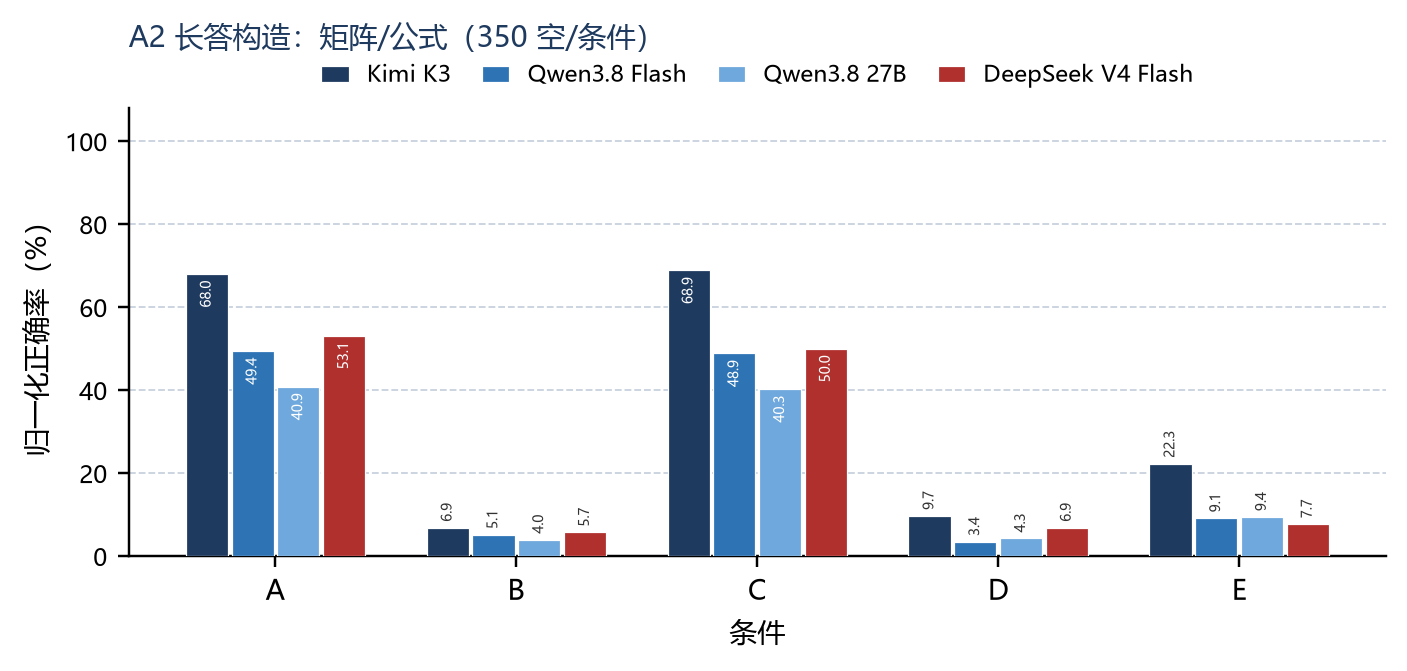 A2 长答构造：矩阵/公式（350 空/条件）
Kimi K3 Qwen3.8 Flash Qwen3.8 27B DeepSeek V4 Flash
归一化正确率（%）
100
80
60
40
20
0
68.0 49.4 40.9 53.1
6.9 5.1 4.0 5.7
68.9 48.9 40.3 50.0
9.7 3.4 4.3 6.9
22.3 9.1 9.4 7.7
A B C D E
条件